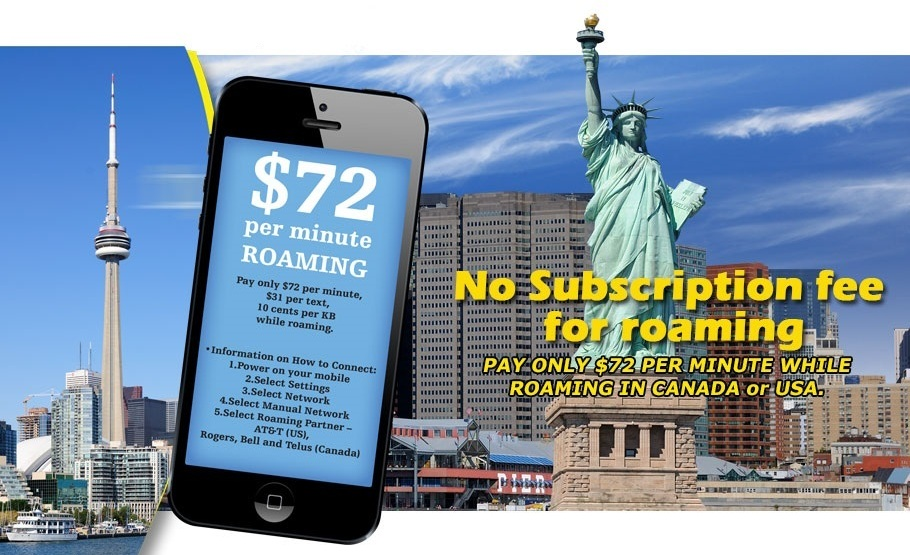 $72
per minute
ROAMING
Pay only $72 per minute,
$31 per text,
10 cents per KB
while roaming.
•Information on How to Connect:
1.Power on your mobile
2.Select Settings
3.Select Network
4.Select Manual Network
5.Select Roaming Partner –
AT&T (US),
Rogers, Bell and Telus (Canada)
No Subscription fee
for roaming
PAY ONLY $72 PER MINUTE WHILE
ROAMING IN CANADA or USA.